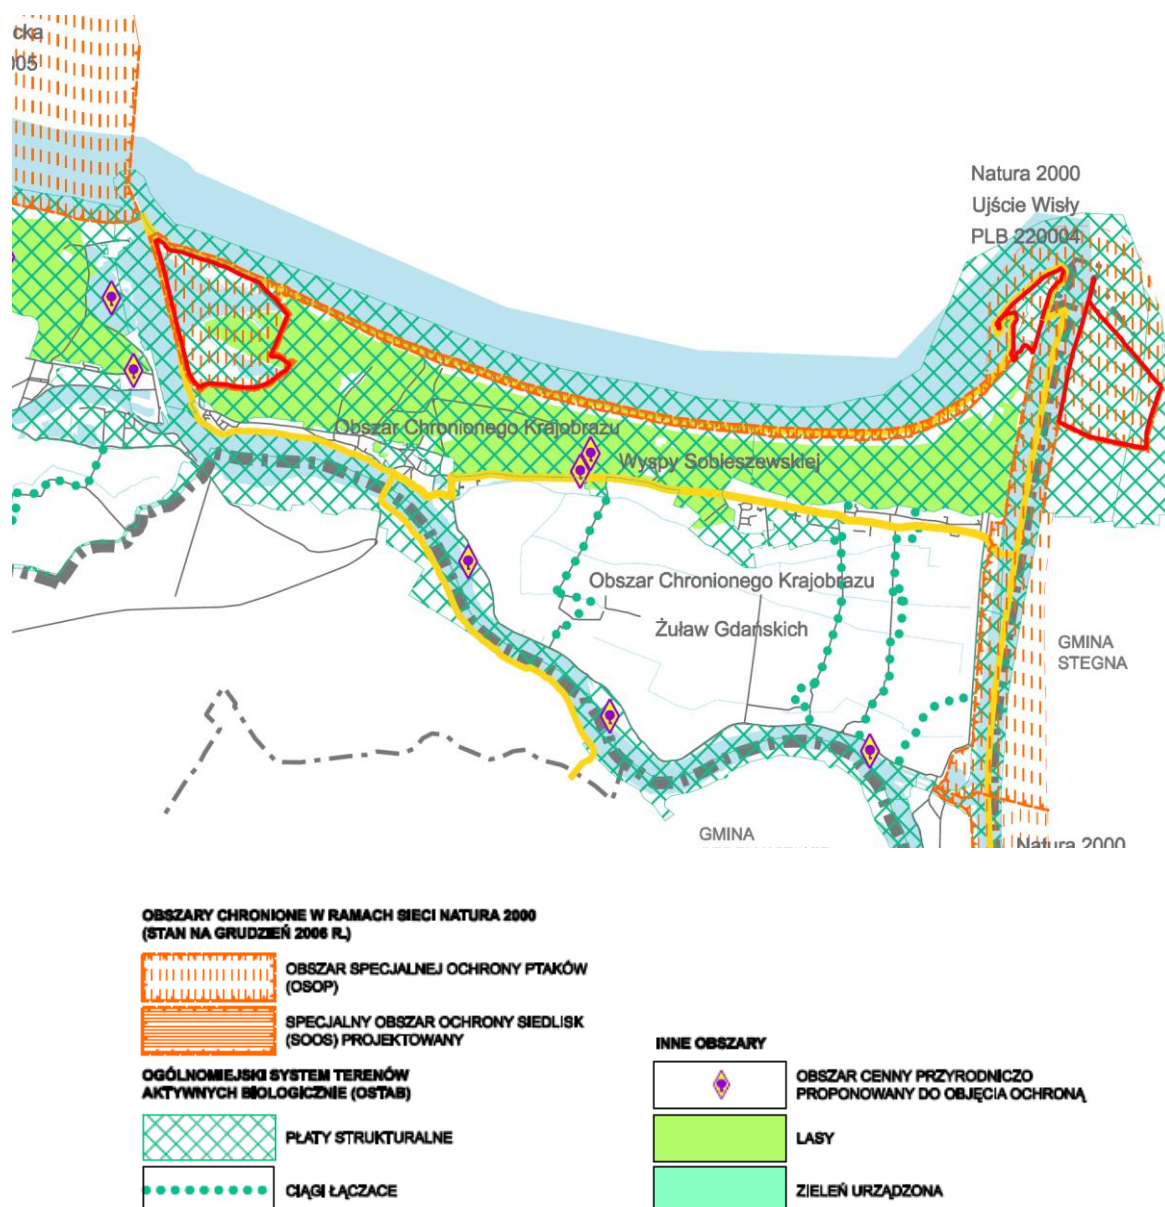 cka
005
Natura 2000
Ujście Wisły
PLB 220004
Obszar Chronionego Krajobrazu
Wyspy Sobieszewskiej
Obszar Chronionego Krajobrazu
Żuław Gdańskich
GMINA
STEGNA
GMINA
Natura 2000
OBSZARY CHRONIONE W RAMACH SIECI NATURA 2000
(STAN NA GRUDZIEŃ 2006 R.)
OBSZAR SPECJALNEJ OCHRONY PTAKÓW
(OSOP)
SPECJALNY OBSZAR OCHRONY SIEDLISK
(SOOS) PROJEKTOWANY
OGÓLNOMIEJSKI SYSTEM TERENÓW
AKTYWNYCH BIOLOGICZNIE (OSTAB)
PŁATY STRUKTURALNE
CIĄGI ŁĄCZACE
INNE OBSZARY
OBSZAR CENNY PRZYRODNICZO
PROPONOWANY DO OBJĘCIA OCHRONĄ
LASY
ZIELEŃ URZĄDZONA